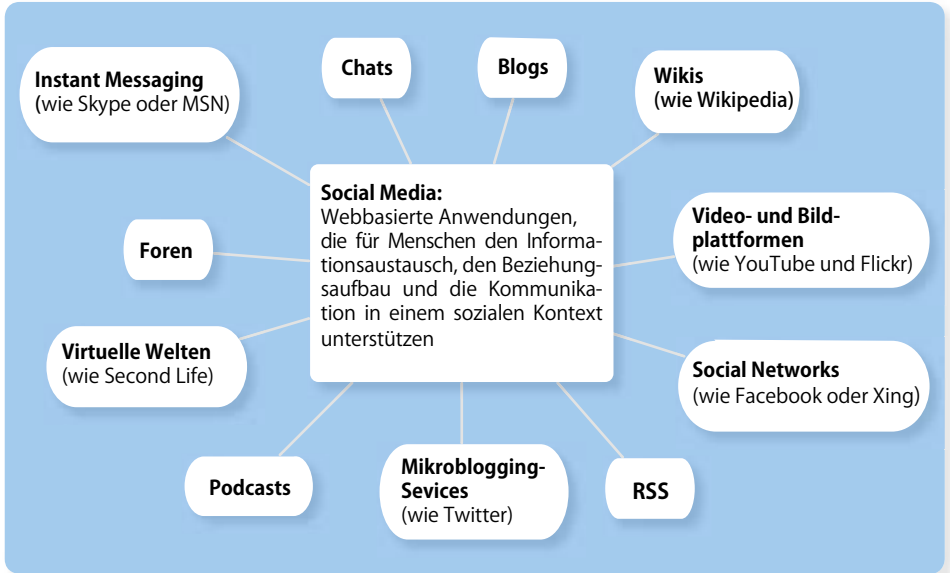 Instant Messaging
(wie Skype oder MSN)
Chats
Blogs
Wikis
(wie Wikipedia)
Social Media:
Webbasierte Anwendungen,
die für Menschen den Informa-
tionsaustausch, den Beziehungs-
aufbau und die Kommunika-
tion in einem sozialen Kontext
unterstützen
Video- und Bild-
plattformen
(wie YouTube und Flickr)
Foren
Virtuelle Welten
(wie Second Life)
Social Networks
(wie Facebook oder Xing)
Podcasts
Mikroblogging-
Sevices
(wie Twitter)
RSS